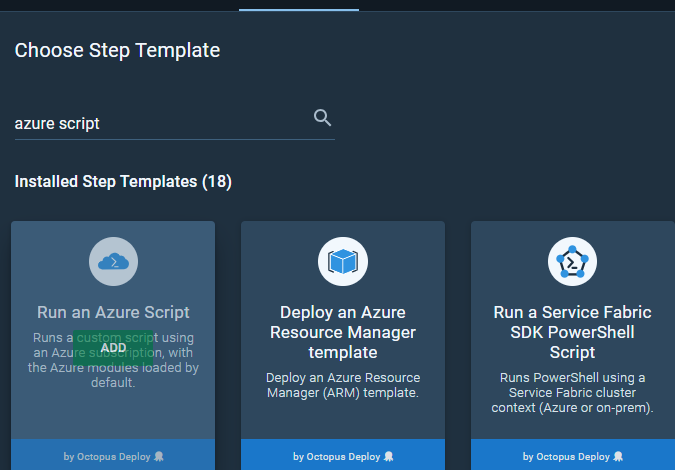 Choose Step Template
azure script
Installed Step Templates (18)
Run an Azure Script
Runs a custom script using
an Azure subscription, with
the Azure modules loaded by
default.
ADD
by Octopus Deploy
Deploy an Azure
Resource Manager
template
Deploy an Azure Resource
Manager (ARM) template.
by Octopus Deploy
Run a Service Fabric
SDK PowerShell
Script
Runs PowerShell using a
Service Fabric cluster
context (Azure or on-prem).
by Octopus Deploy